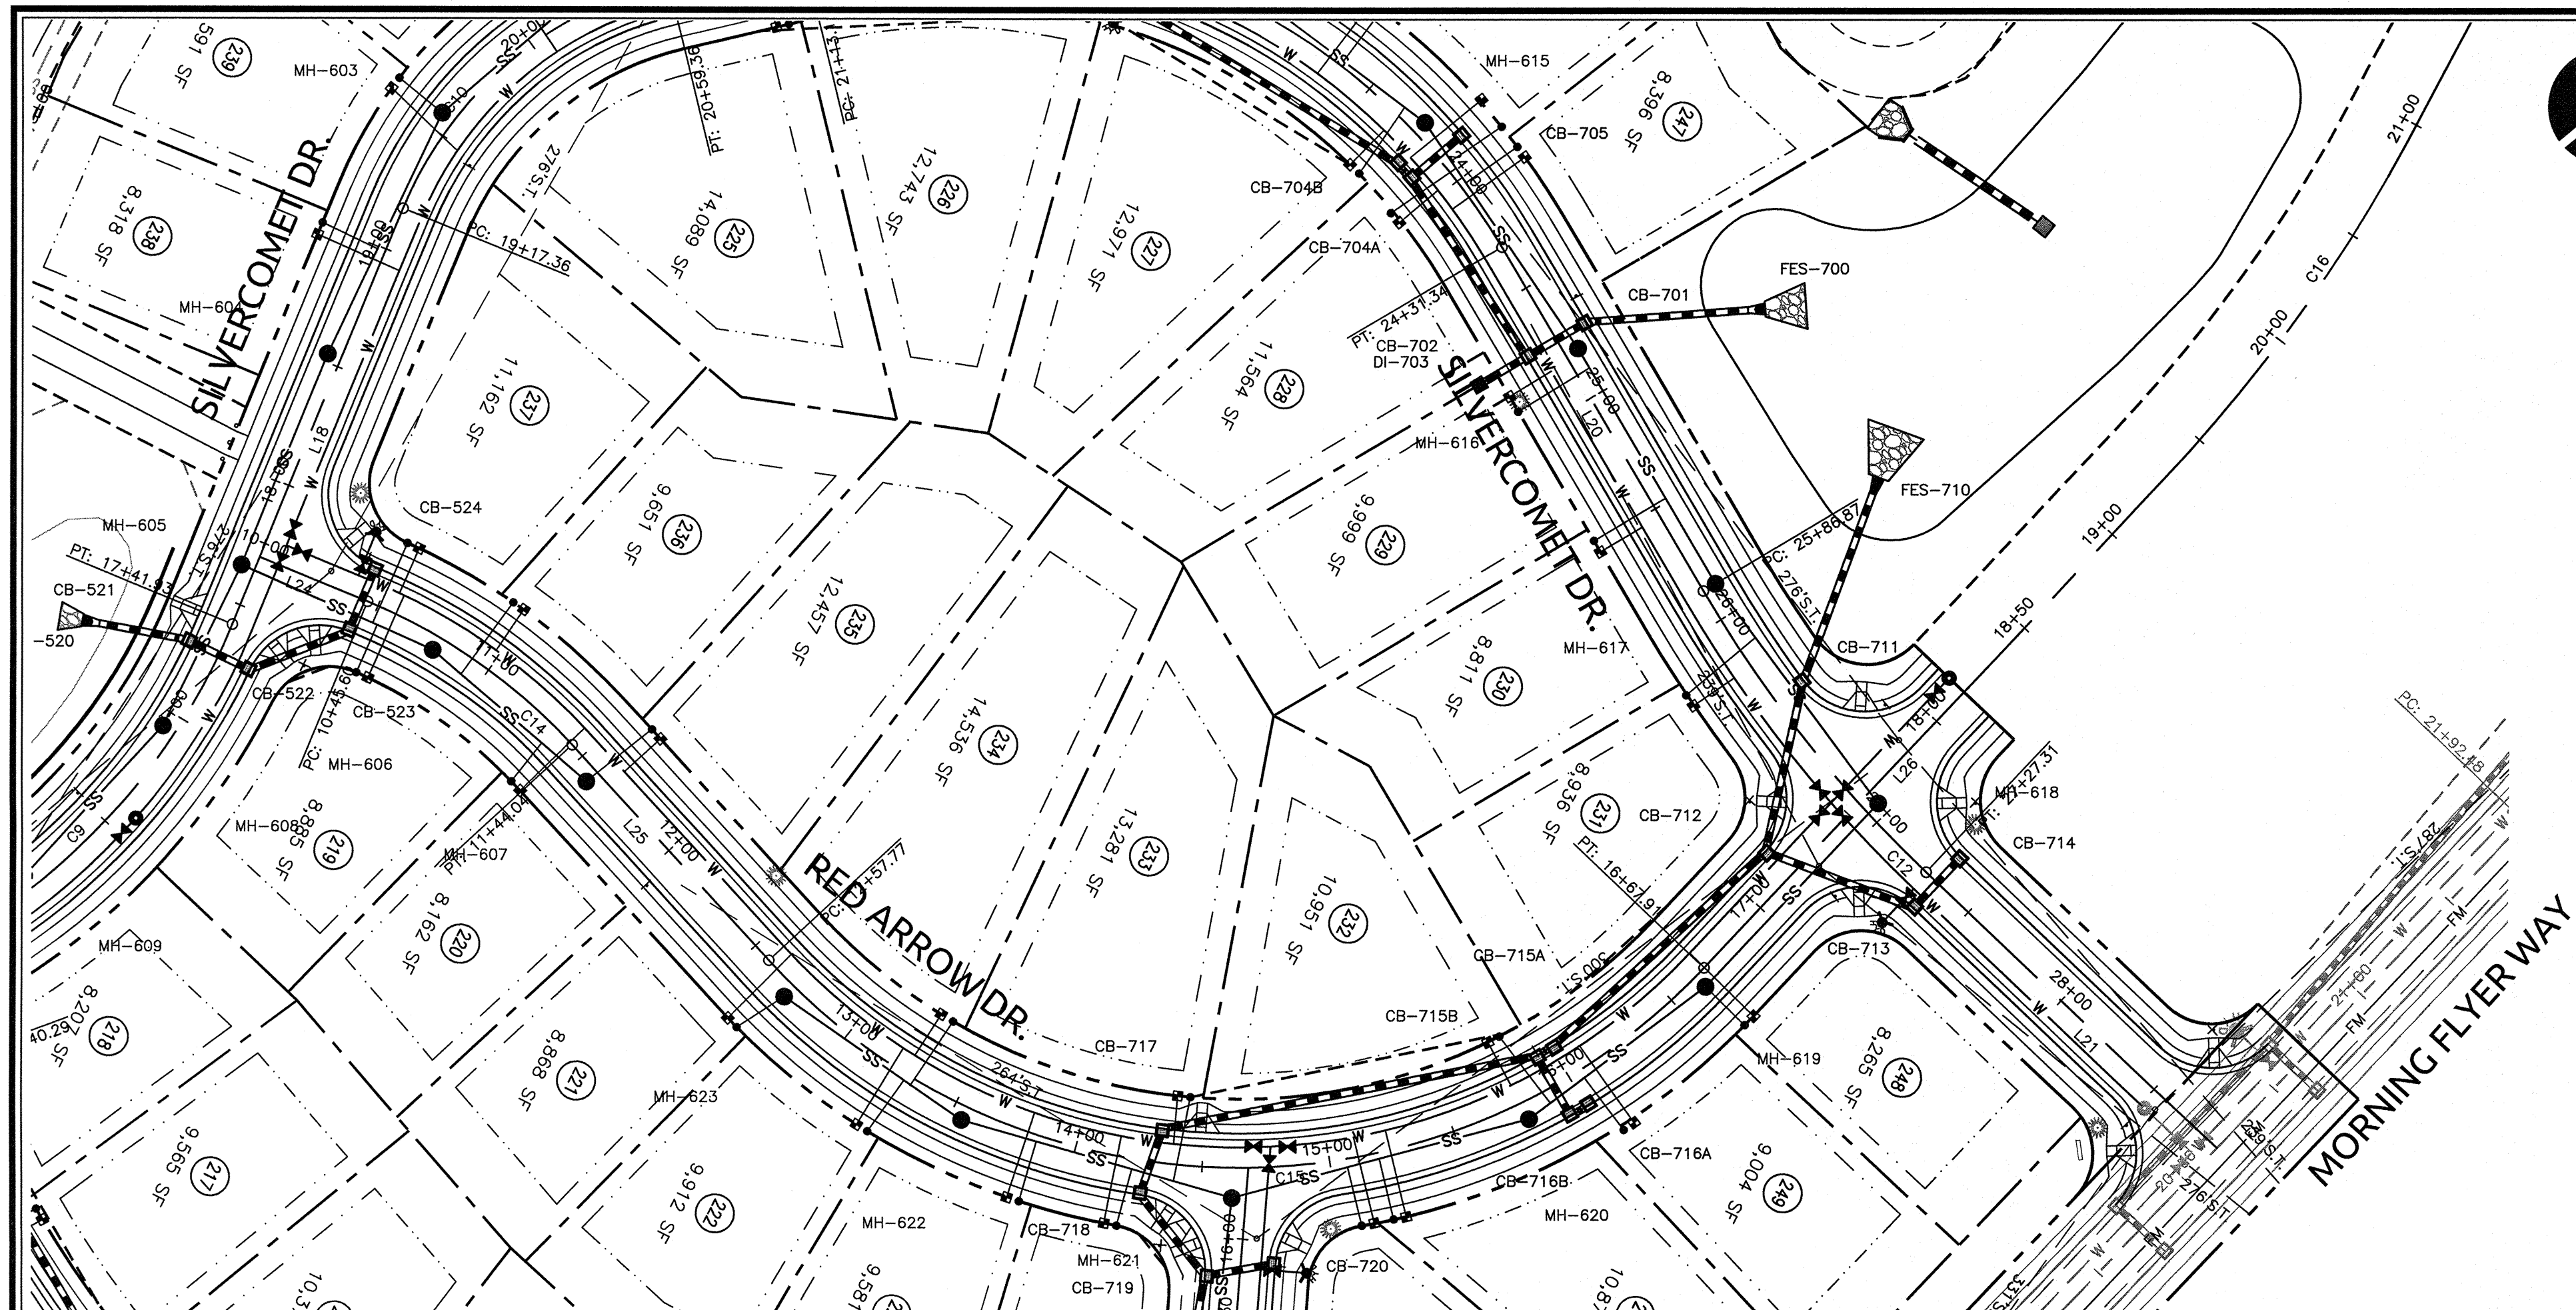 591 SF
239
MH-603
20+0
SS
W
C10
PT: 20+59.36
PC: 21+13.
8,318 SF
238
SILVERCOMET DR.
19+00
PC: 19+17.36
276'S.T.
14,089 SF
225
12,743 SF
226
12,971 SF
227
MH-615
CB-705
8,396 SF
247
24+00
CB-704B
CB-704A
PT: 24+31.34
CB-702
DI-703
CB-701
FES-700
21+00
C16
20+00
MH-604
L18
18+00
11,162 SF
237
11,564 SF
228
25+00
L20
MH-616
SILVERCOMET DR.
FES-710
19+00
MH-605
PT: 17+41.93
CB-521
-520
276'S.T.
10+00
L24
CB-524
9,651 SF
236
12,457 SF
235
9,999 SF
229
PC: 25+86.87
276'S.T.
26+00
18+50
CB-522
CB-523
PC: 10+45.60
MH-606
11+00
C14
14,536 SF
234
8,811 SF
230
MH-617
239'S.T.
CB-711
18+00
L26
PC: 21+92.48
C9
MH-608
8,885 SF
219
MH-607
PT: 11+44.04
L25
12+00
RED ARROW DR.
13,281 SF
233
8,936 SF
231
CB-712
PT: 16+67.91
MH-618
CB-714
C12
287'S.T.
MH-609
8,207 SF
218
40.29
8,162 SF
220
10,951 SF
232
CB-715A
300'S.T.
17+00
CB-713
28+00
L21
21+00
FM
MORNING FLYER WAY
8,868 SF
221
13+00
264'S.T.
CB-717
CB-715B
MH-619
8,265 SF
248
MH-623
14+00
15+00
C15
9,565 SF
217
9,912 SF
222
MH-622
CB-718
MH-621
CB-719
CB-720
CB-716A
CB-716B
MH-620
9,004 SF
249
276'S.T.
16+00